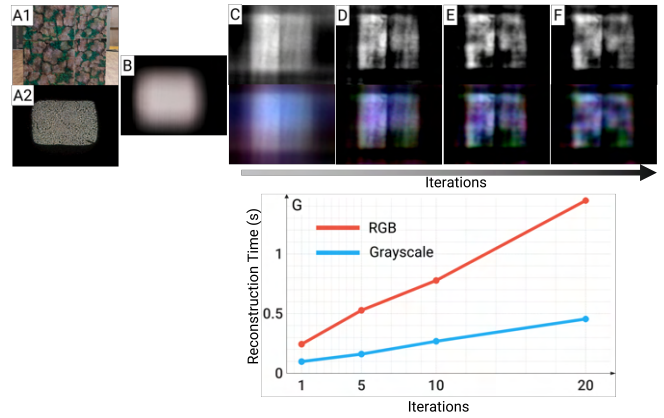 A1
A2
B
C
D
E
F
Iterations
G
RGB
Grayscale
Reconstruction Time (s)
1
0.5
0
1
5
10
20
Iterations